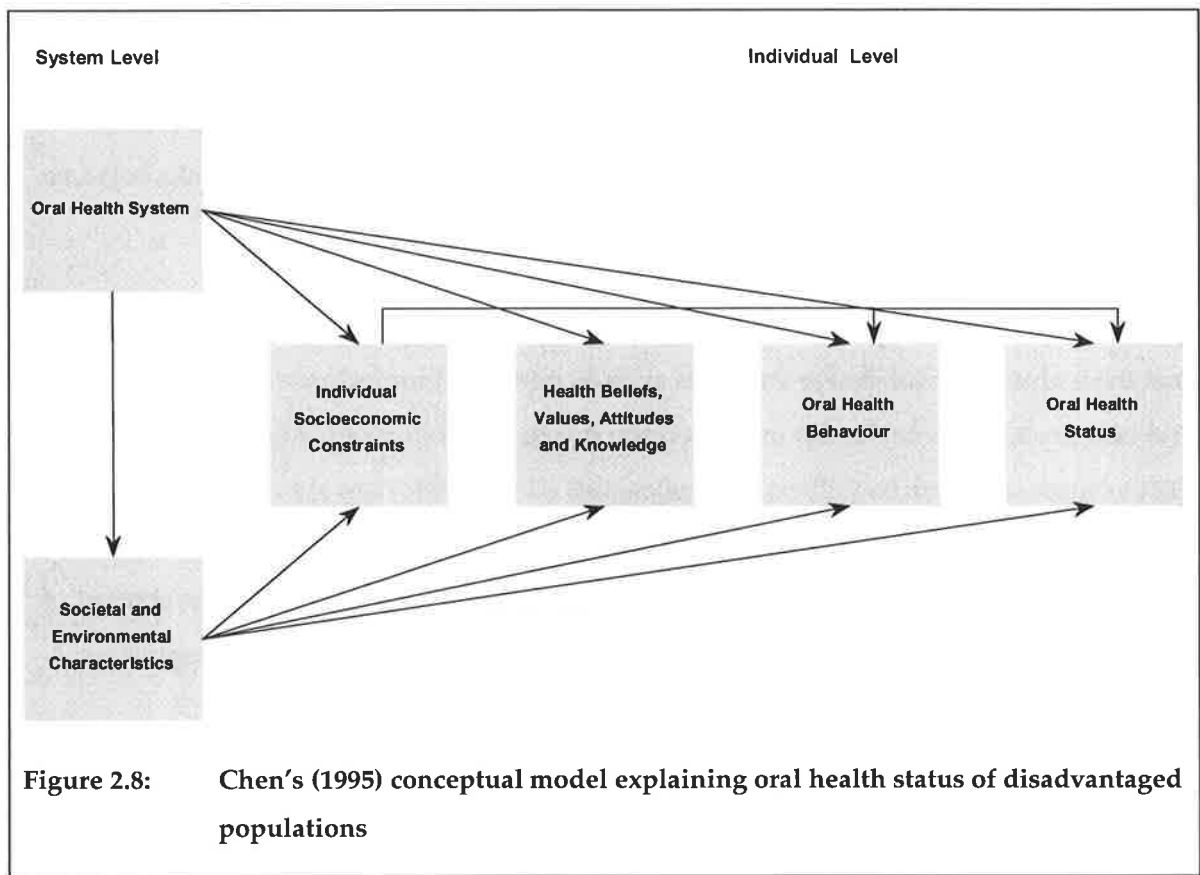 System Level
Individual Level
Oral Health System
Individual
Socioeconomic
Constraints
Health Beliefs,
Values, Attitudes
and Knowledge
Oral Health
Behaviour
Oral Health
Status
Societal and
Environmental
Characteristics
Figure 2.8: Chen's (1995) conceptual model explaining oral health status of disadvantaged
populations